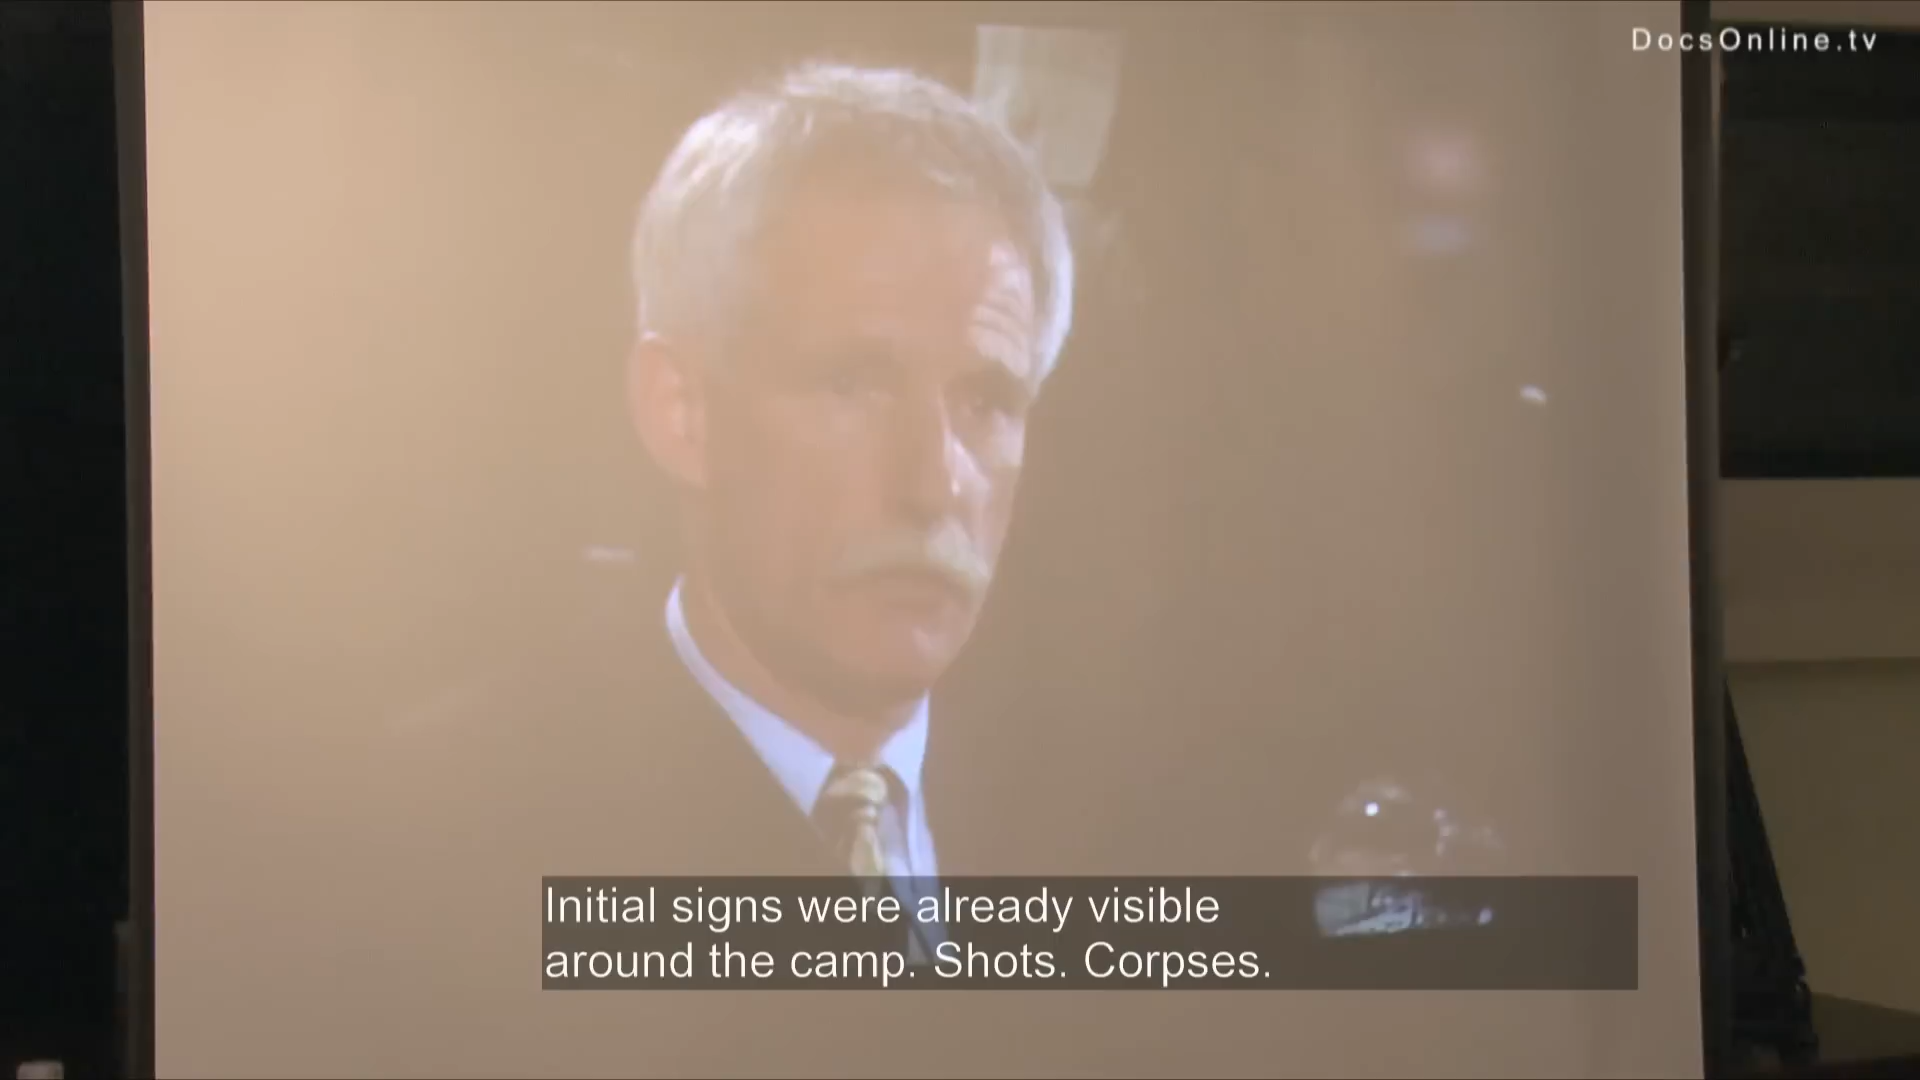 DocsOnline.tv
Initial signs were already visible
around the camp. Shots. Corpses.